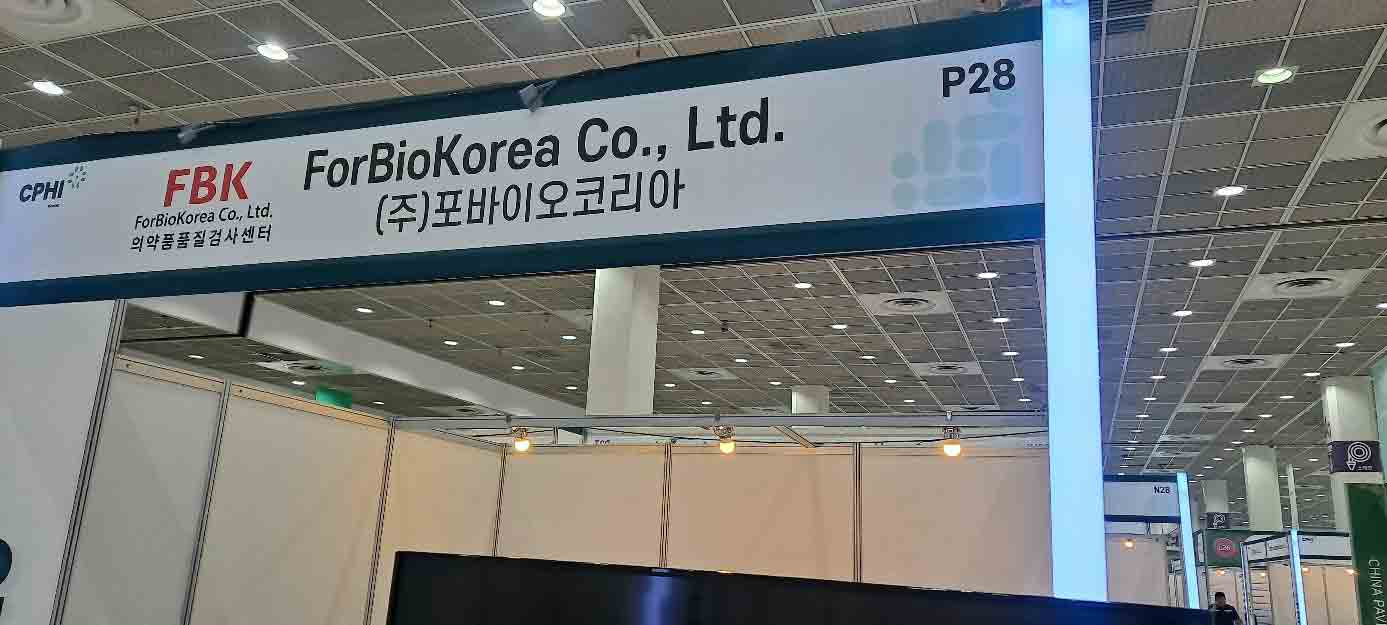 P28
CPHI
FBK
ForBioKorea Co., Ltd.
의약품품질검사센터
ForBioKorea Co., Ltd.
(주)포바이오코리아
N28
CHINA PAV